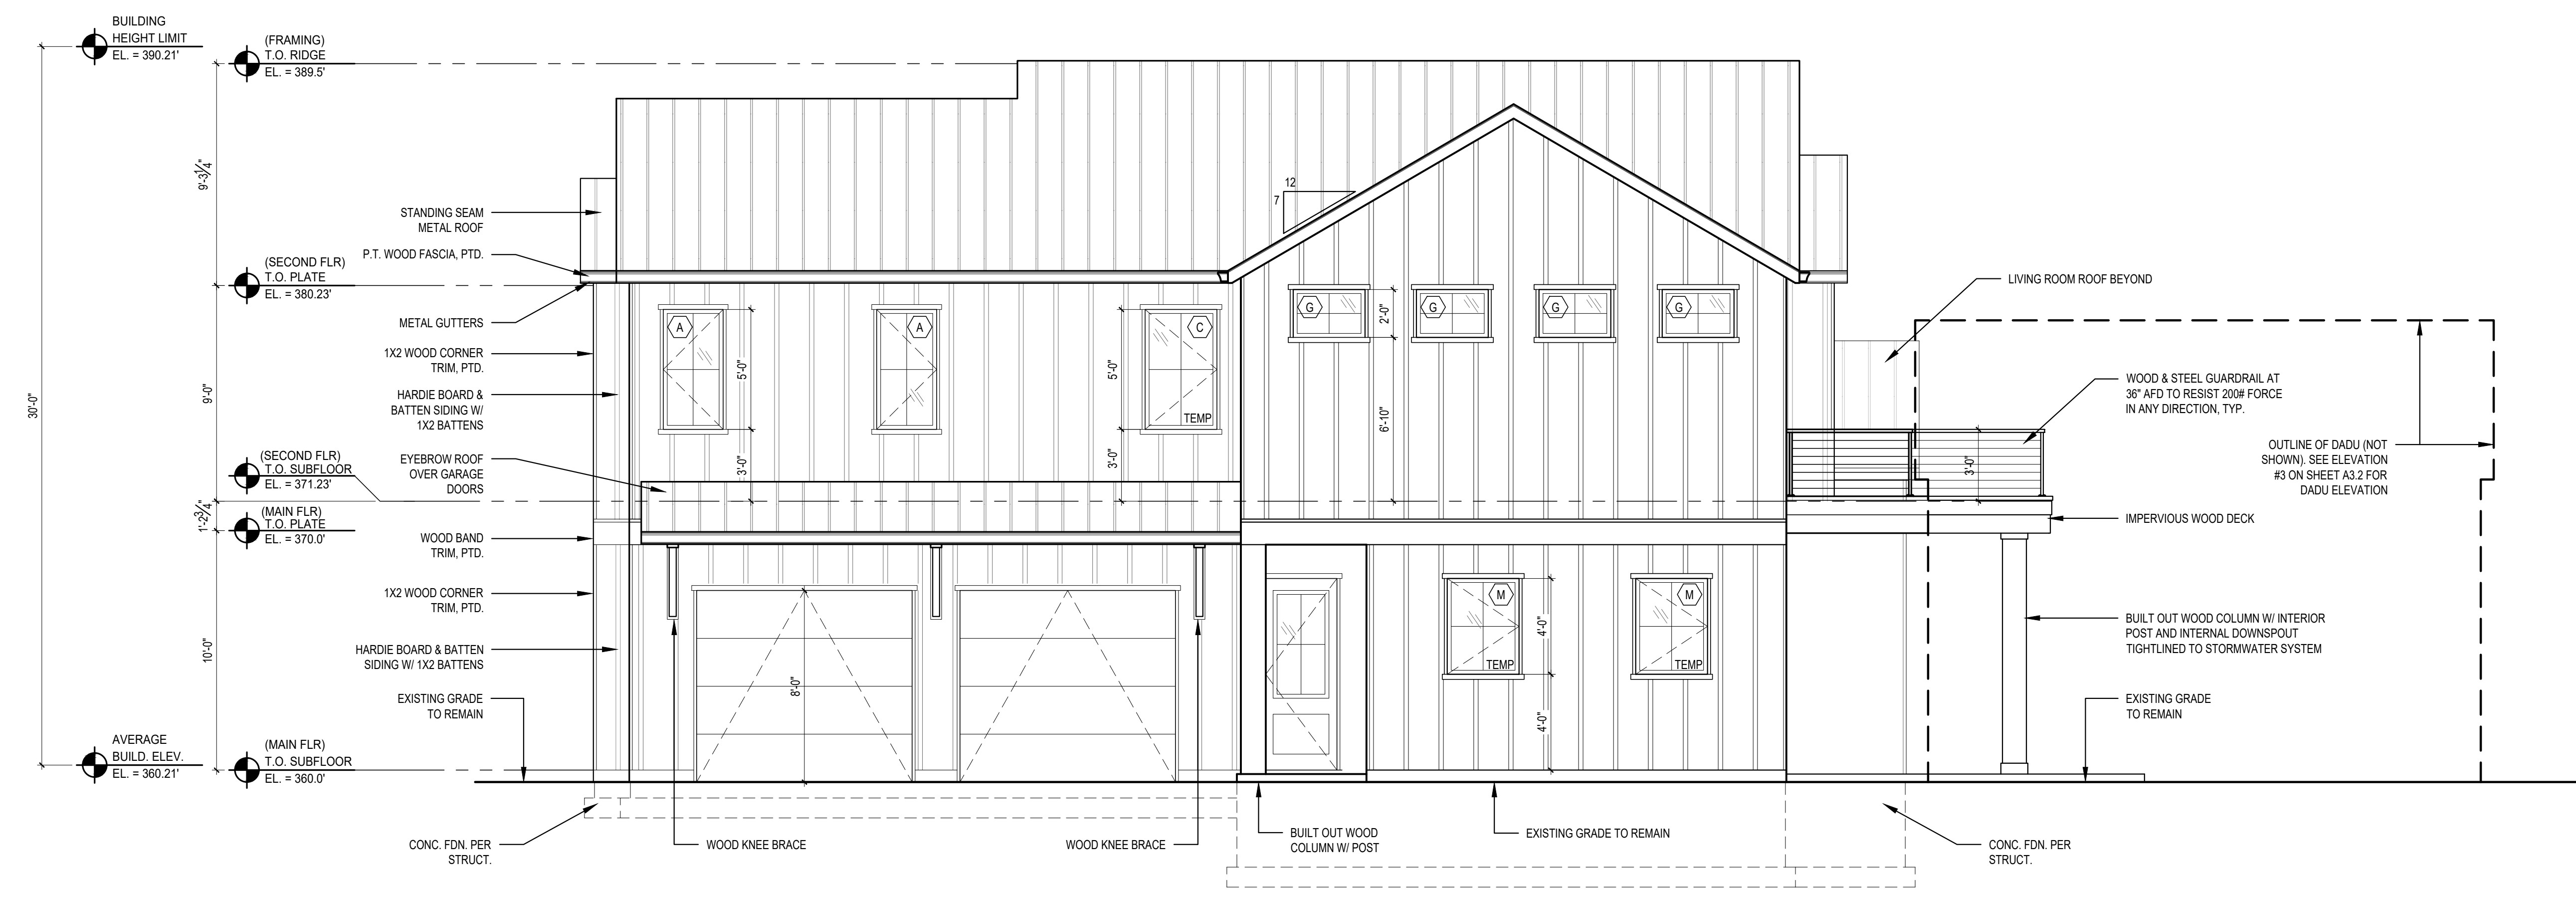 BUILDING
HEIGHT LIMIT
EL. = 390.21'
(FRAMING)
T.O. RIDGE
EL. = 389.5'
9'-3 1/4"
30'-0"
STANDING SEAM
METAL ROOF
P.T. WOOD FASCIA, PTD.
(SECOND FLR)
T.O. PLATE
EL. = 380.23'
METAL GUTTERS
1X2 WOOD CORNER
TRIM, PTD.
9'-0"
HARDIE BOARD &
BATTEN SIDING W/
1X2 BATTENS
(SECOND FLR)
T.O. SUBFLOOR
EL. = 371.23'
EYEBROW ROOF
OVER GARAGE
DOORS
1'-2 3/4"
(MAIN FLR)
T.O. PLATE
EL. = 370.0'
WOOD BAND
TRIM, PTD.
1X2 WOOD CORNER
TRIM, PTD.
10'-0"
HARDIE BOARD & BATTEN
SIDING W/ 1X2 BATTENS
EXISTING GRADE
TO REMAIN
AVERAGE
BUILD. ELEV.
EL. = 360.21'
(MAIN FLR)
T.O. SUBFLOOR
EL. = 360.0'
12
7
A
A
C
TEMP
5'-0"
3'-0"
5'-0"
3'-0"
G
G
G
G
2'-0"
6'-10"
8'-0"
M
TEMP
M
TEMP
4'-0"
4'-0"
3'-0"
LIVING ROOM ROOF BEYOND
WOOD & STEEL GUARDRAIL AT
36" AFD TO RESIST 200# FORCE
IN ANY DIRECTION, TYP.
OUTLINE OF DADU (NOT
SHOWN). SEE ELEVATION
#3 ON SHEET A3.2 FOR
DADU ELEVATION
IMPERVIOUS WOOD DECK
BUILT OUT WOOD COLUMN W/ INTERIOR
POST AND INTERNAL DOWNSPOUT
TIGHTLINED TO STORMWATER SYSTEM
EXISTING GRADE
TO REMAIN
CONC. FDN. PER
STRUCT.
WOOD KNEE BRACE
WOOD KNEE BRACE
BUILT OUT WOOD
COLUMN W/ POST
EXISTING GRADE TO REMAIN
CONC. FDN. PER
STRUCT.